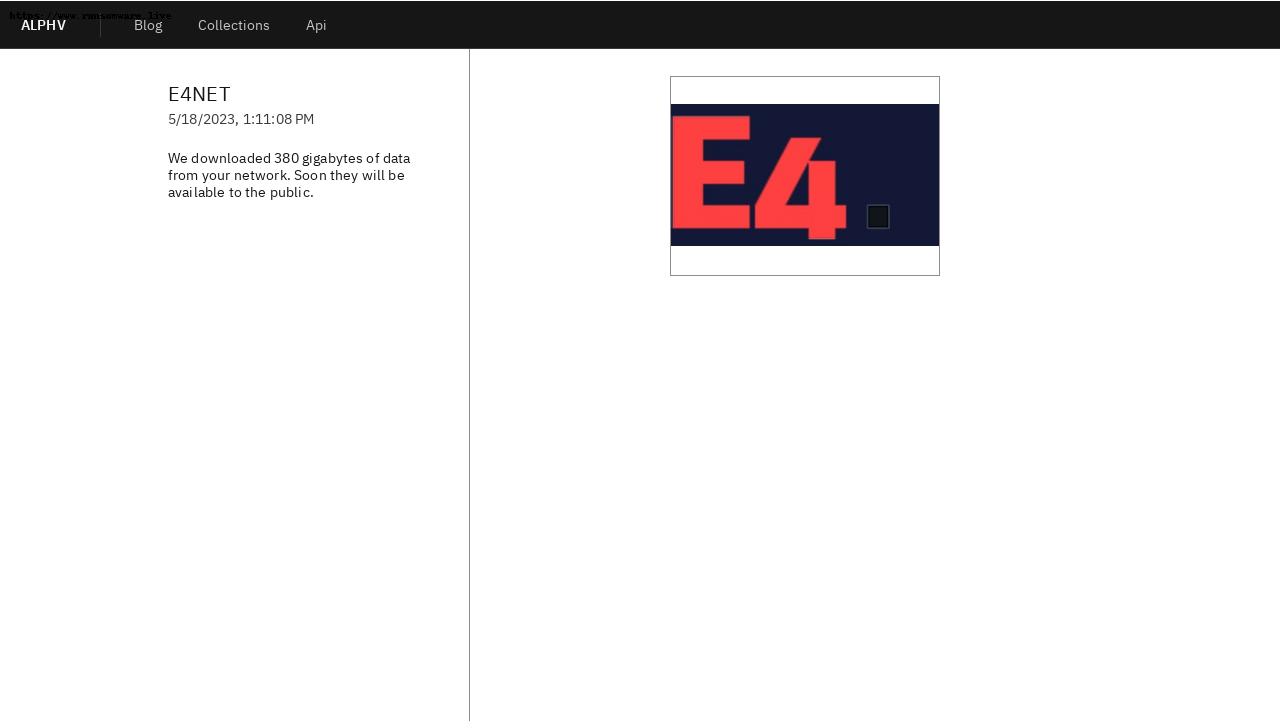 https://www.ransomware.live
ALPHV
Blog
Collections
Api
E4NET
5/18/2023, 1:11:08 PM
We downloaded 380 gigabytes of data
from your network. Soon they will be
available to the public.
E4.